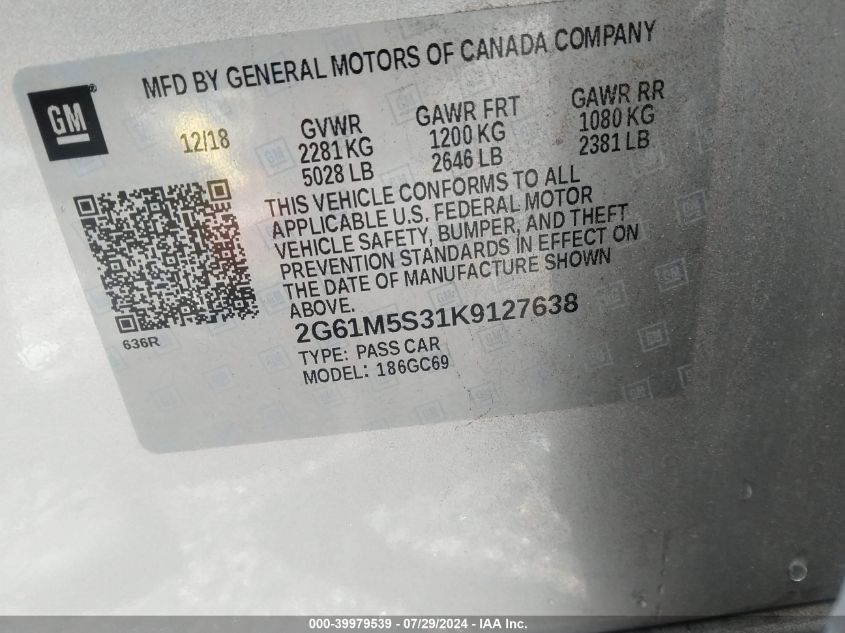 MFD BY GENERAL MOTORS OF CANADA COMPANY
GM
®
12/18
GVWR
2281 KG
5028 LB
GAWR FRT
1200 KG
2646 LB
GAWR RR
1080 KG
2381 LB
THIS VEHICLE CONFORMS TO ALL
APPLICABLE U.S. FEDERAL MOTOR
VEHICLE SAFETY, BUMPER, AND THEFT
PREVENTION STANDARDS IN EFFECT ON
THE DATE OF MANUFACTURE SHOWN
ABOVE.
636R
2G61M5S31K9127638
TYPE: PASS CAR
MODEL: 186GC69
000-39979539 - 07/29/2024 - IAA Inc.